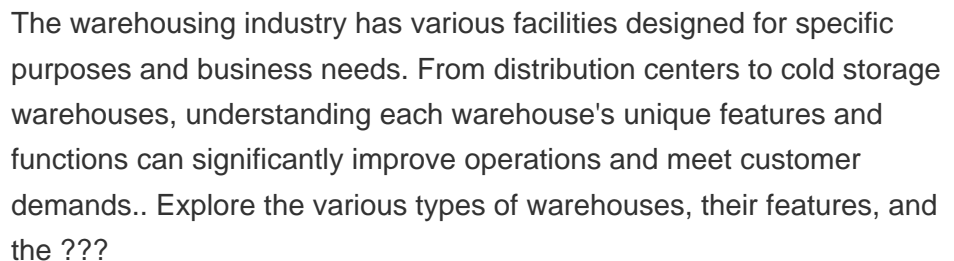 The warehousing industry has various facilities designed for specific
purposes and business needs. From distribution centers to cold storage
warehouses, understanding each warehouse's unique features and
functions can significantly improve operations and meet customer
demands.. Explore the various types of warehouses, their features, and
the ???